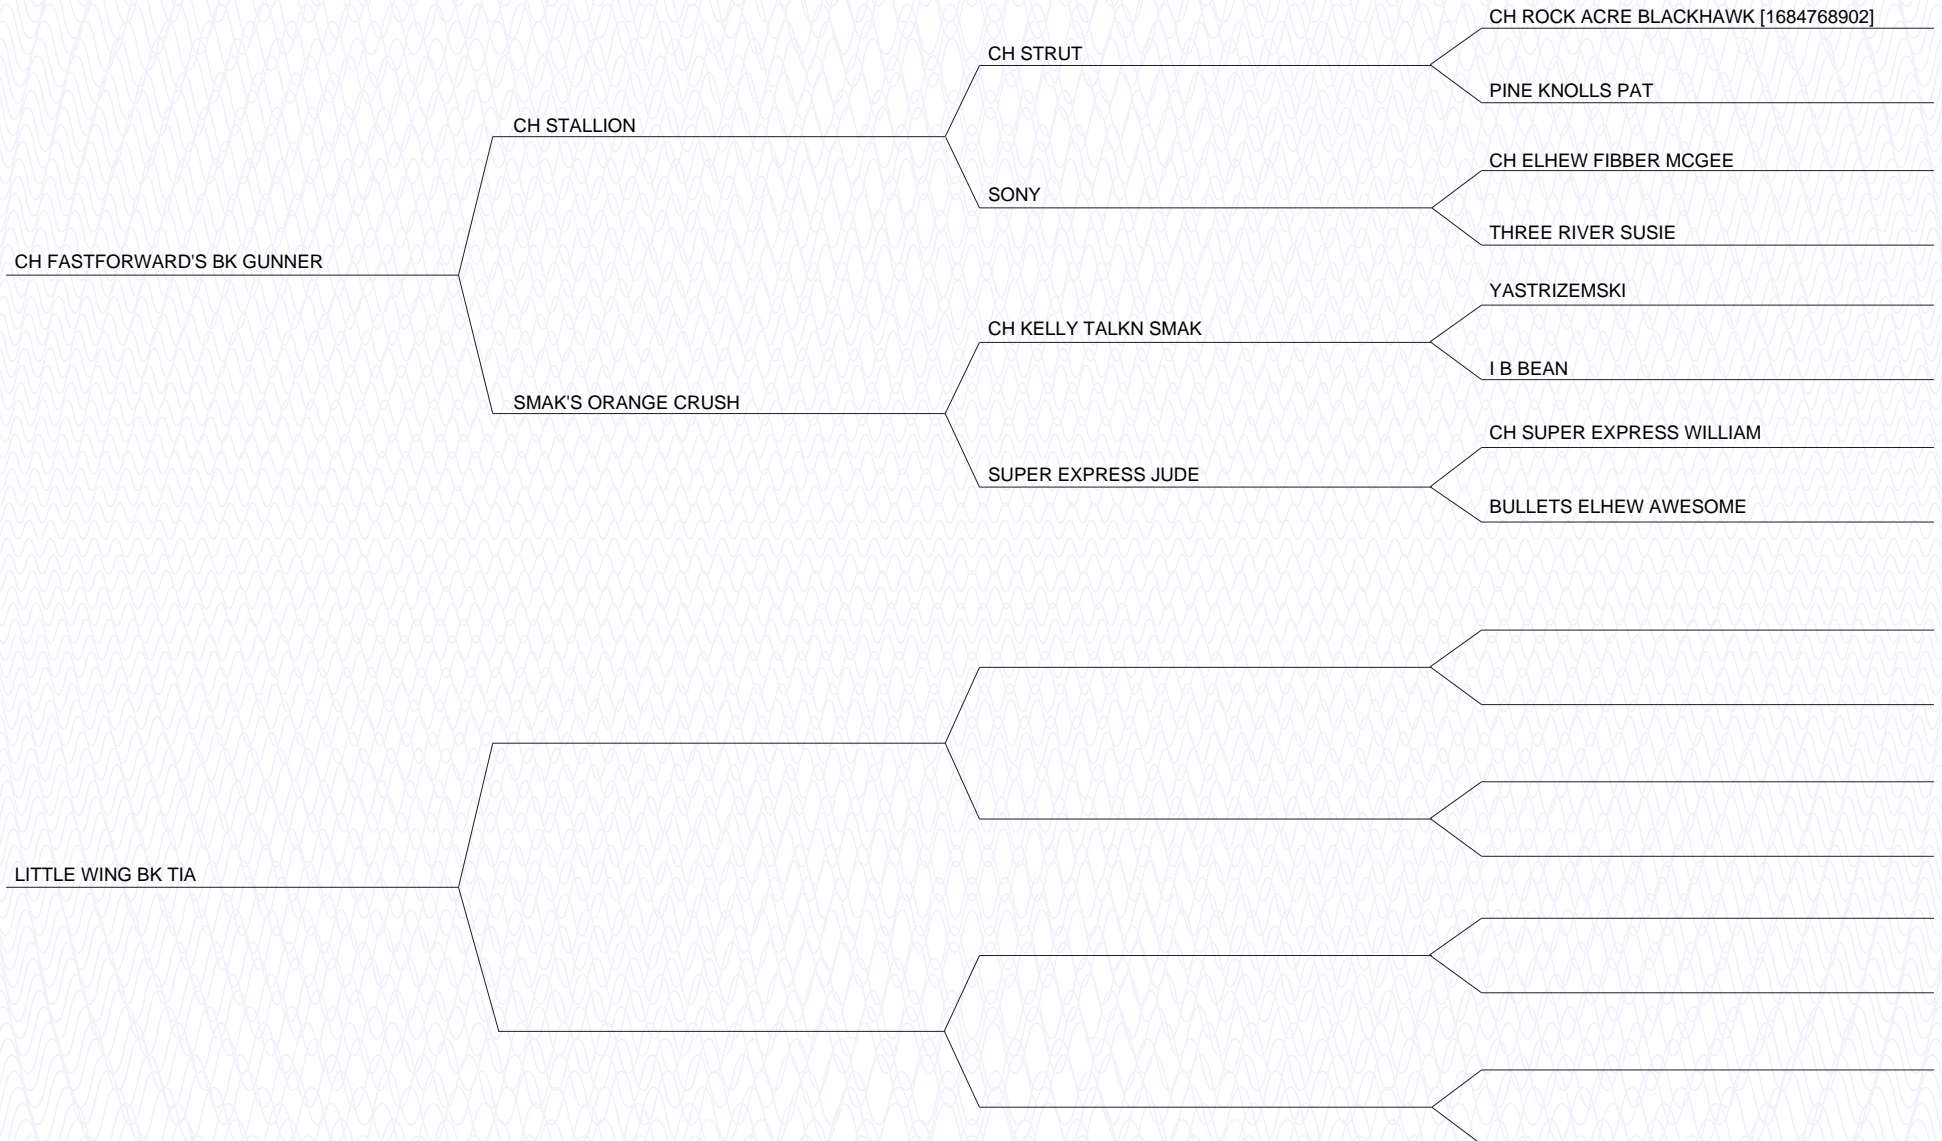 CH ROCK ACRE BLACKHAWK [1684768902]
CH STRUT
PINE KNOLLS PAT
CH STALLION
CH ELHEW FIBBER MCGEE
SONY
THREE RIVER SUSIE
CH FASTFORWARD'S BK GUNNER
YASTRIZEMSKI
CH KELLY TALKN SMAK
I B BEAN
SMAK'S ORANGE CRUSH
CH SUPER EXPRESS WILLIAM
SUPER EXPRESS JUDE
BULLETS ELHEW AWESOME
LITTLE WING BK TIA